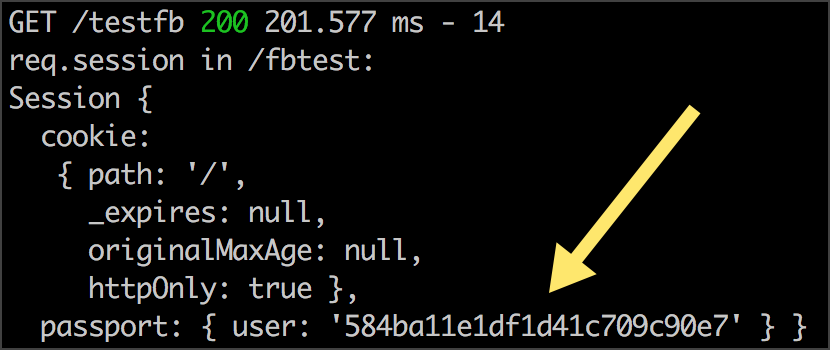 GET /testfb 200 201.577 ms - 14
req.session in /fbtest:
Session {
  cookie:
   { path: '/',
     _expires: null,
     originalMaxAge: null,
     httpOnly: true },
  passport: { user: '584ba11e1df1d41c709c90e7' } }